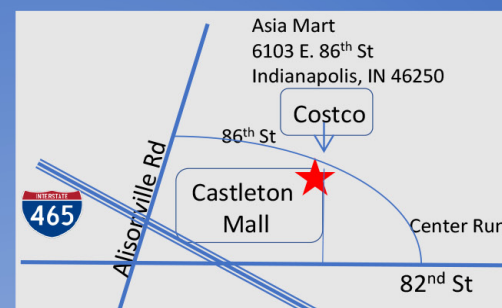 Asia Mart
6103 E. 86th St
Indianapolis, IN 46250
Costco
86th St
Alisonville Rd
Castleton
Mall
INTERSTATE
465
Center Run
82nd St